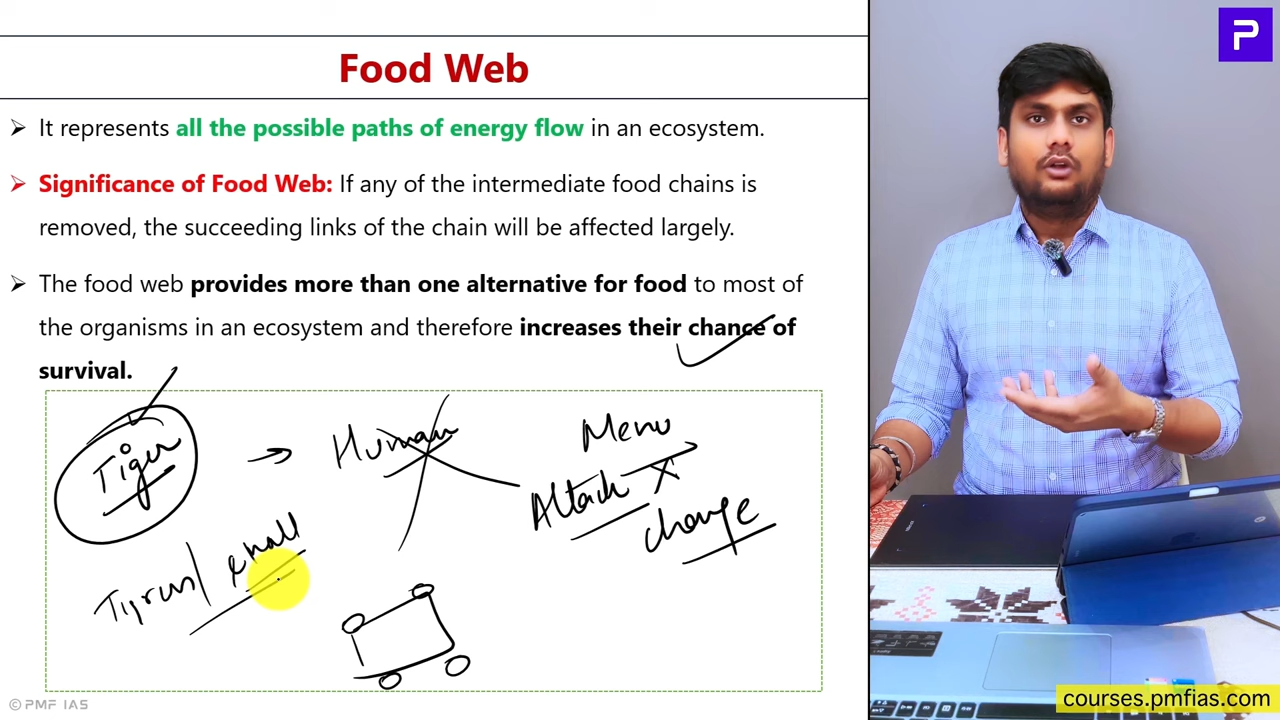 Food Web
➢ It represents all the possible paths of energy flow in an ecosystem.
➢ Significance of Food Web: If any of the intermediate food chains is
removed, the succeeding links of the chain will be affected largely.
➢ The food web provides more than one alternative for food to most of
the organisms in an ecosystem and therefore increases their chance of
survival.
Tiger → Human
Menu
Attack X
change
© PMF IAS
P
courses.pmfias.com